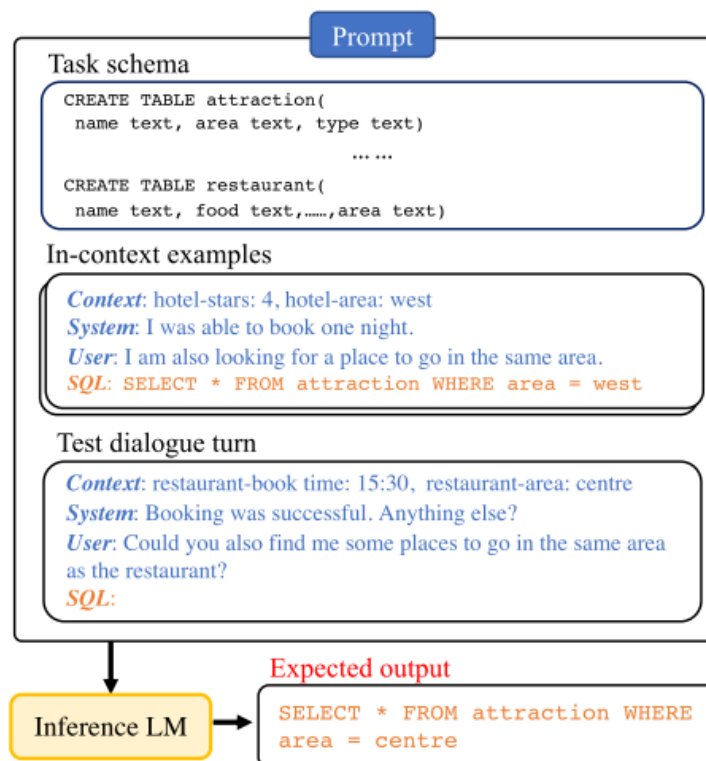 Prompt
Task schema
CREATE TABLE attraction(
name text, area text, type text)
... ...
CREATE TABLE restaurant(
name text, food text,……,area text)
In-context examples
Context: hotel-stars: 4, hotel-area: west
System: I was able to book one night.
User: I am also looking for a place to go in the same area.
SQL: SELECT * FROM attraction WHERE area = west
Test dialogue turn
Context: restaurant-book time: 15:30, restaurant-area: centre
System: Booking was successful. Anything else?
User: Could you also find me some places to go in the same area
as the restaurant?
SQL:
Expected output
Inference LM
SELECT * FROM attraction WHERE
area = centre